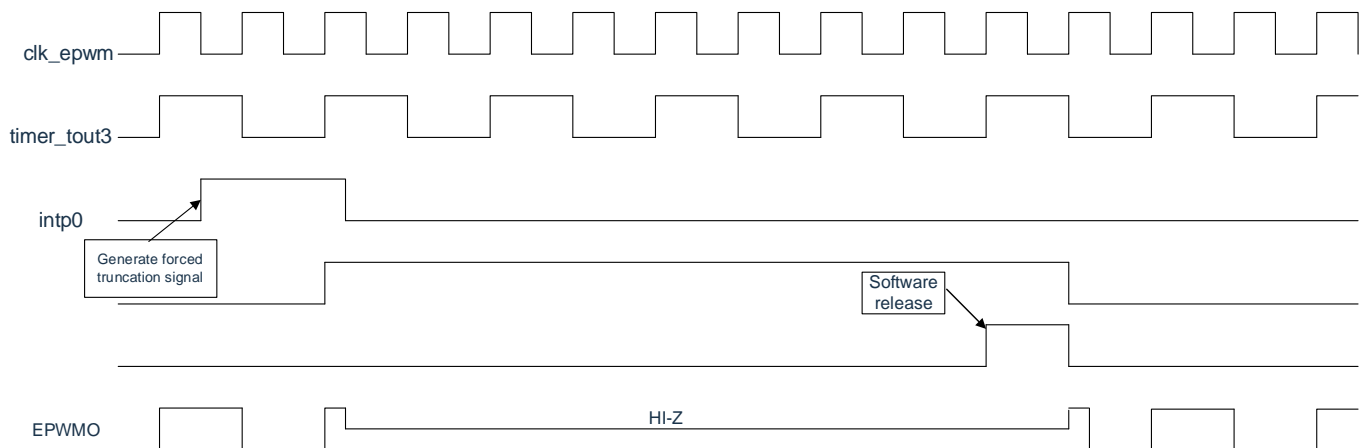 clk_epwm
timer_tout3
intp0
Generate forced
truncation signal
Software
release
HI-Z
EPWMO